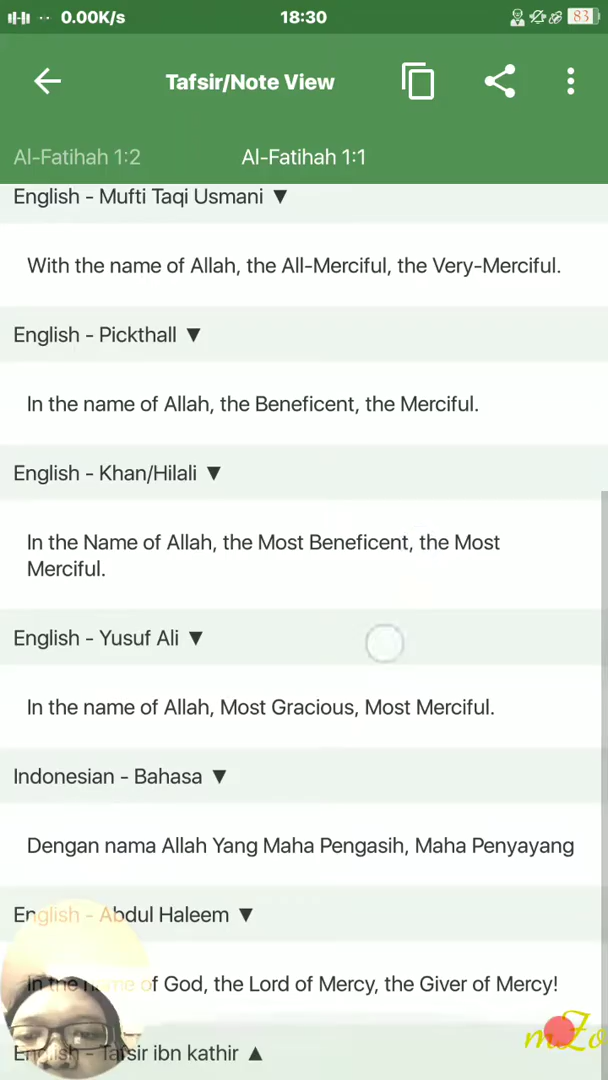 0.00K/s
18:30
83
Tafsir/Note View
Al-Fatihah 1:2
Al-Fatihah 1:1
English - Mufti Taqi Usmani ▼
With the name of Allah, the All-Merciful, the Very-Merciful.
English - Pickthall ▼
In the name of Allah, the Beneficent, the Merciful.
English - Khan/Hilali ▼
In the Name of Allah, the Most Beneficent, the Most
Merciful.
English - Yusuf Ali ▼
In the name of Allah, Most Gracious, Most Merciful.
Indonesian - Bahasa ▼
Dengan nama Allah Yang Maha Pengasih, Maha Penyayang
English - Abdul Haleem ▼
In the name of God, the Lord of Mercy, the Giver of Mercy!
English - Tafsir ibn kathir ▲